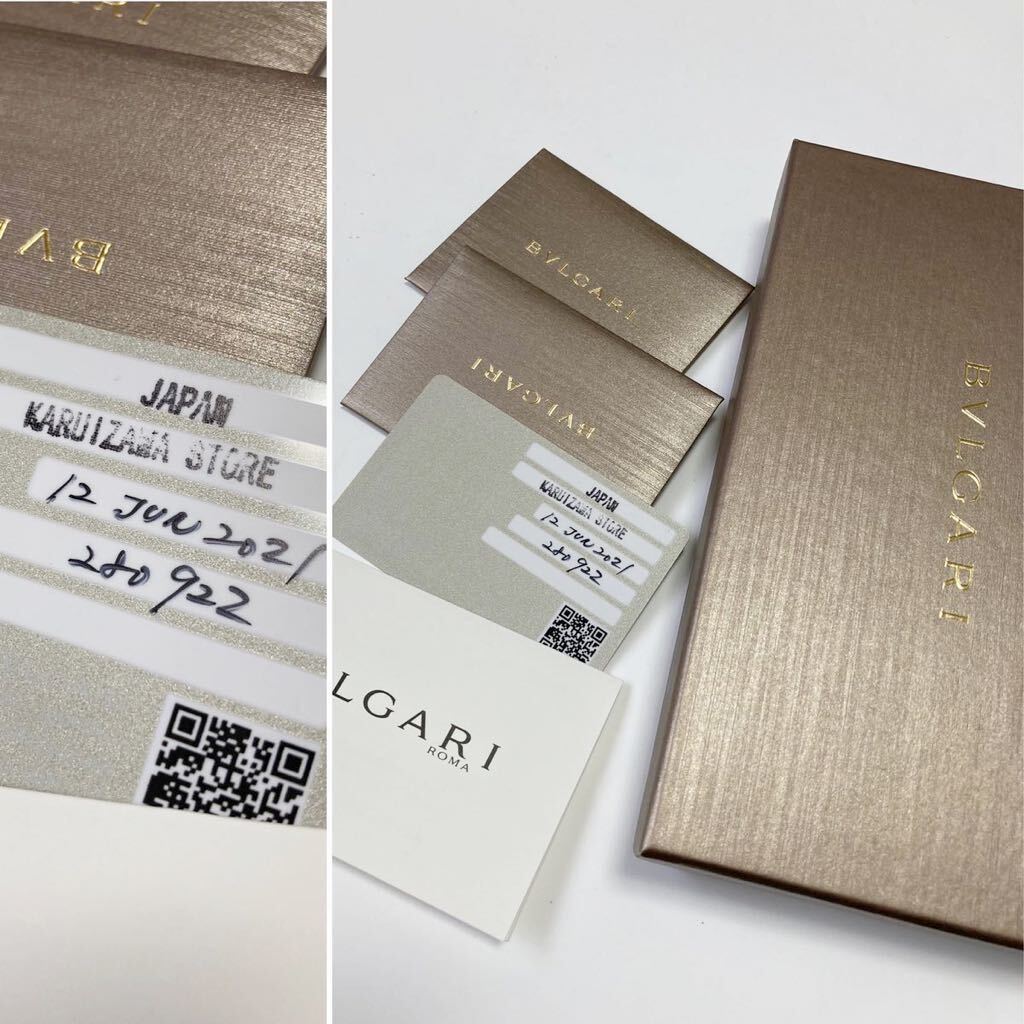 BVLGARI
JAPAN
KARUIZAWA STORE
12 JUN 2021
280922
BVLGARI
BVLGARI
JAPAN
KARUIZAWA STORE
12 JUN 2021
280922
LGARI
ROMA
BVLGARI